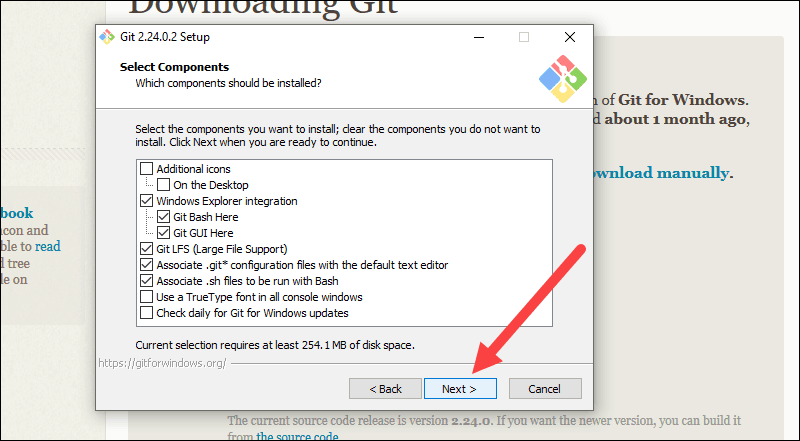 Downloading Git
Git 2.24.0.2 Setup
Select Components
Which components should be installed?
n of Git for Windows.
d about 1 month ago,
wnload manually.
Select the components you want to install; clear the components you do not want to
install. Click Next when you are ready to continue.
Additional icons
On the Desktop
Windows Explorer integration
Git Bash Here
Git GUI Here
Git LFS (Large File Support)
Associate .git* configuration files with the default text editor
Associate .sh files to be run with Bash
Use a TrueType font in all console windows
Check daily for Git for Windows updates
book
con and
ble to read
d tree
le on
Current selection requires at least 254.1 MB of disk space.
https://gitforwindows.org/
< Back
Next >
Cancel
The current source code release is version 2.24.0. If you want the newer version, you can build it
from the source code.